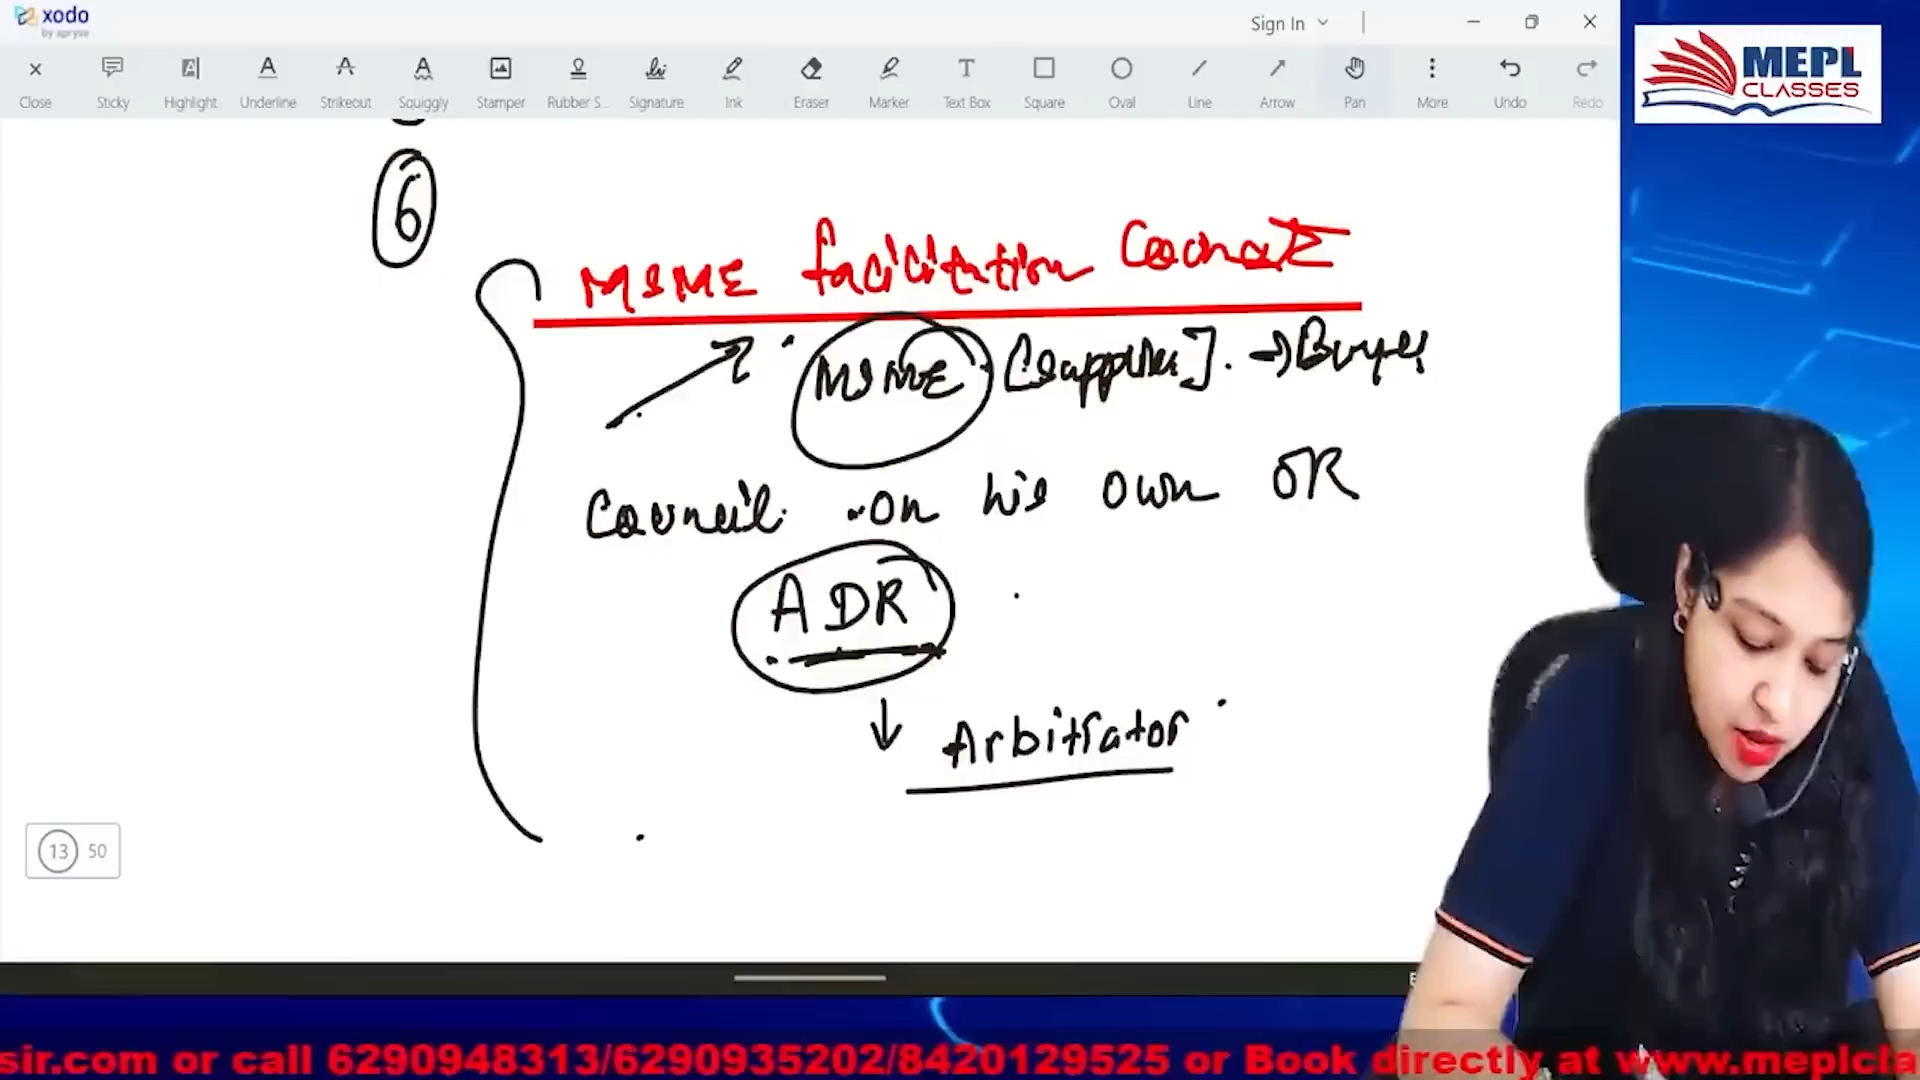 xodo
by apryse
Sign In
Close Sticky Highlight Underline Strikeout Squiggly Stamper Rubber S... Signature Ink Eraser Marker Text Box Square Oval Line Arrow Pan More Undo Redo
MEPL
CLASSES
6
MSME facilitation
MSME [Supplier] → Buyer
Council on his own OR
ADR
↓ Arbitrator
13 50
sir.com or call 6290948313/6290935202/8420129525 or Book directly at www.meplcla